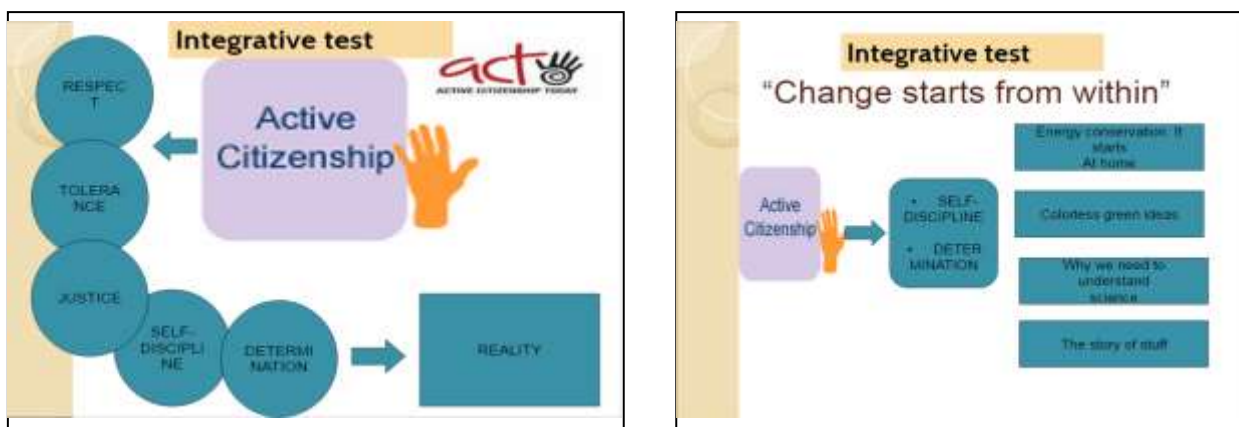 Integrative test
act
ACTIVE CITIZENSHIP TODAY
Active
Citizenship
RESPEC
T
TOLERA
NCE
JUSTICE
SELF-
DISCIPLI
NE
DETERMI
NATION
REALITY
Integrative test
“Change starts from within”
Active
Citizenship
• SELF-
DISCIPLINE
• DETER
MINATION
Energy conservation. It
starts
At home
Colorless green ideas
Why we need to
understand
science
The story of stuff